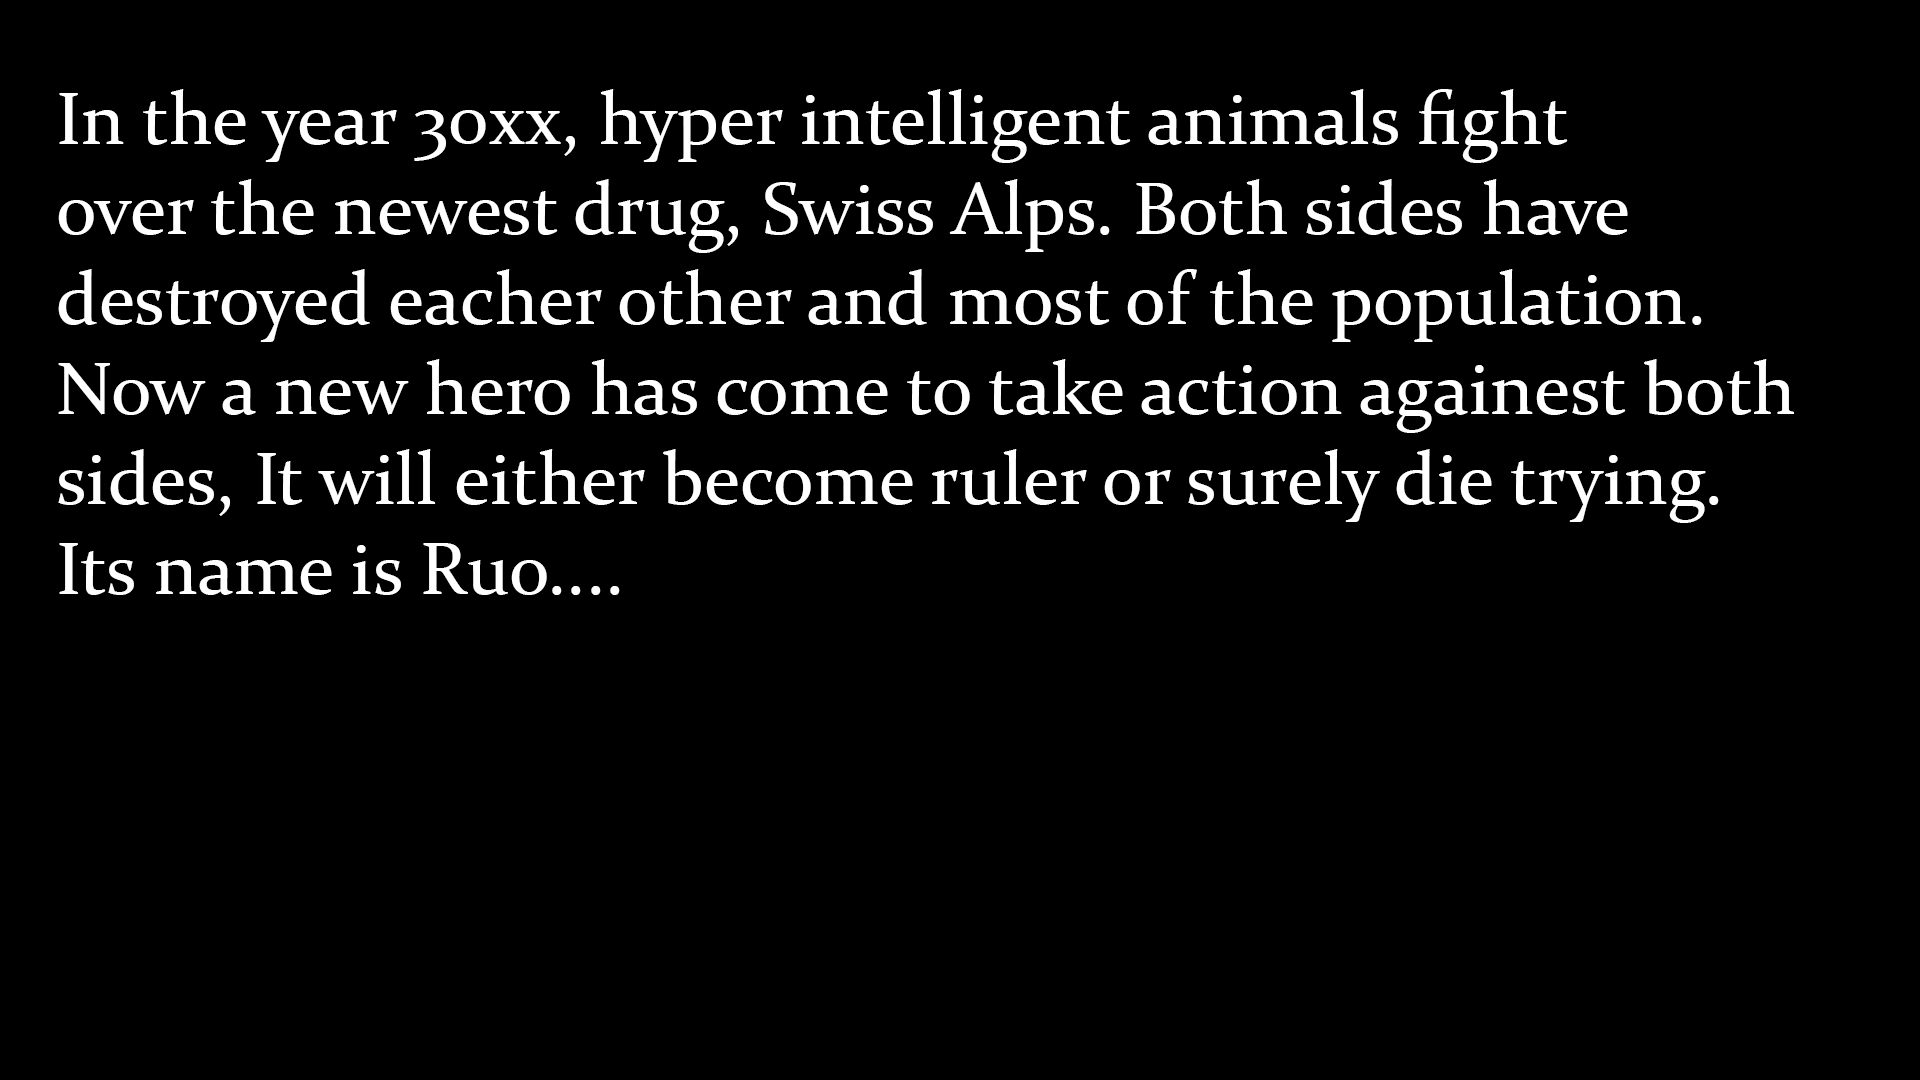 In the year 30xx, hyper intelligent animals fight
over the newest drug, Swiss Alps. Both sides have
destroyed eacher other and most of the population.
Now a new hero has come to take action againest both
sides, It will either become ruler or surely die trying.
Its name is Ruo....